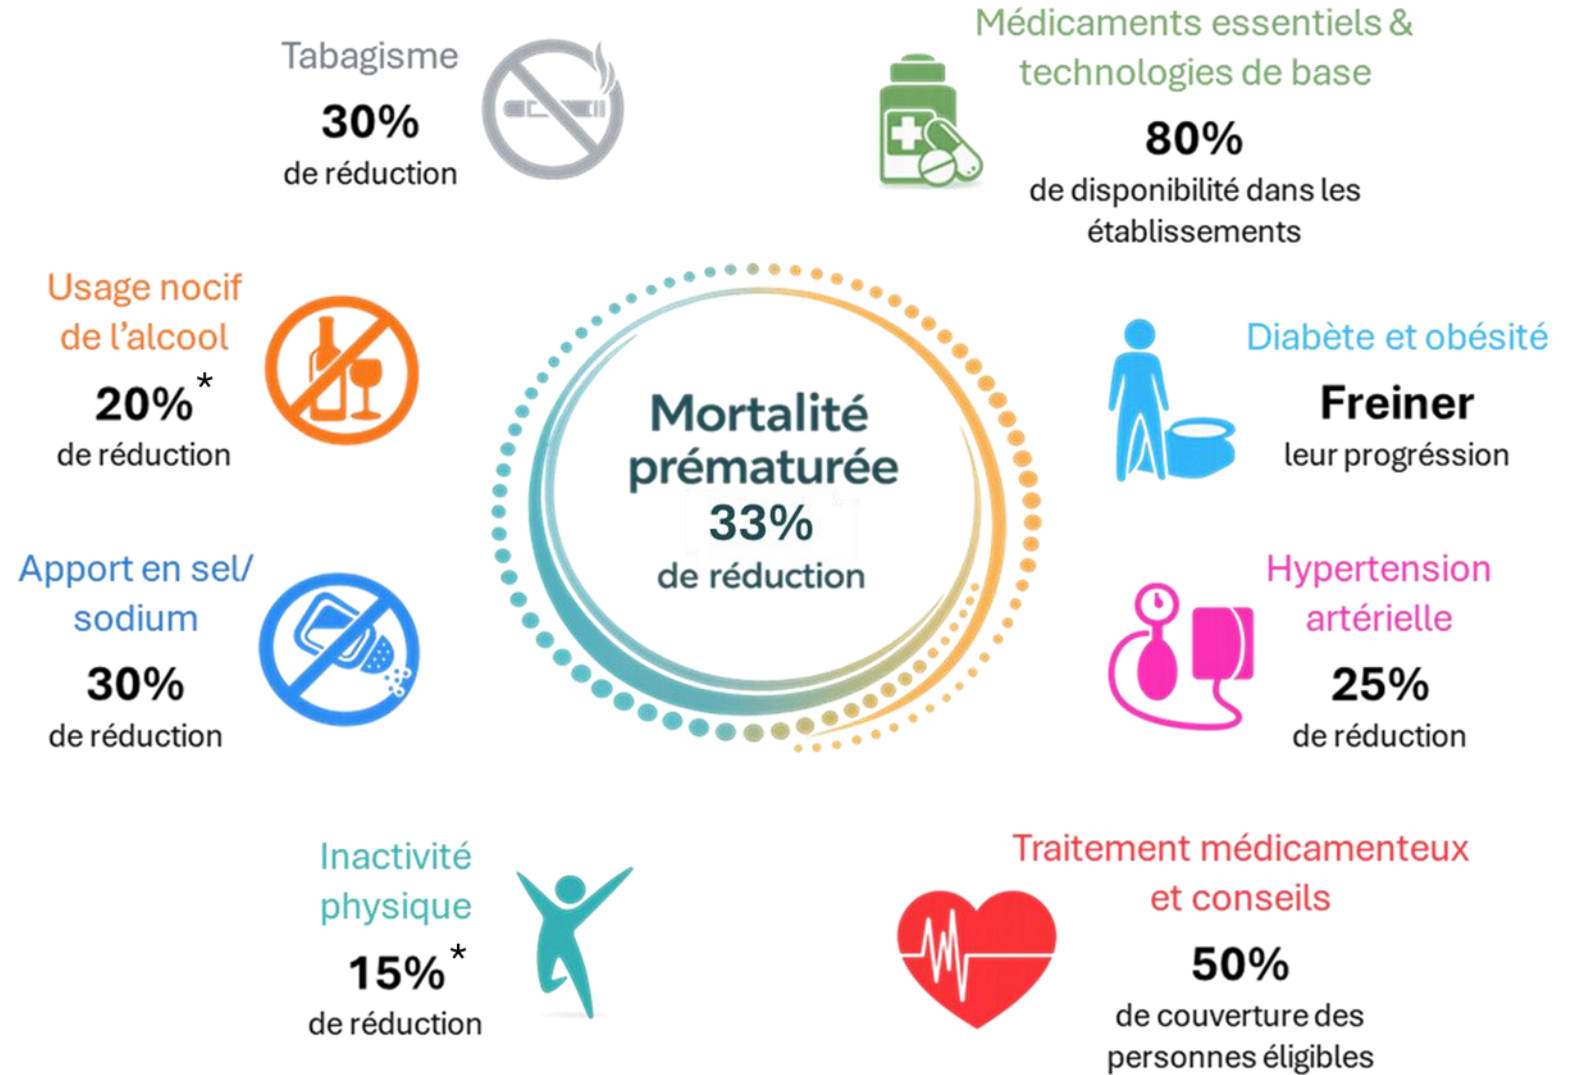 Tabagisme
30%
de réduction
Médicaments essentiels &
technologies de base
80%
de disponibilité dans les
établissements
Usage nocif
de l’alcool
20%*
de réduction
Diabète et obésité
Freiner
leur progréssion
Mortalité
prématurée
33%
de réduction
Apport en sel/
sodium
30%
de réduction
Hypertension
artérielle
25%
de réduction
Inactivité
physique
15%*
de réduction
Traitement médicamenteux
et conseils
50%
de couverture des
personnes éligibles